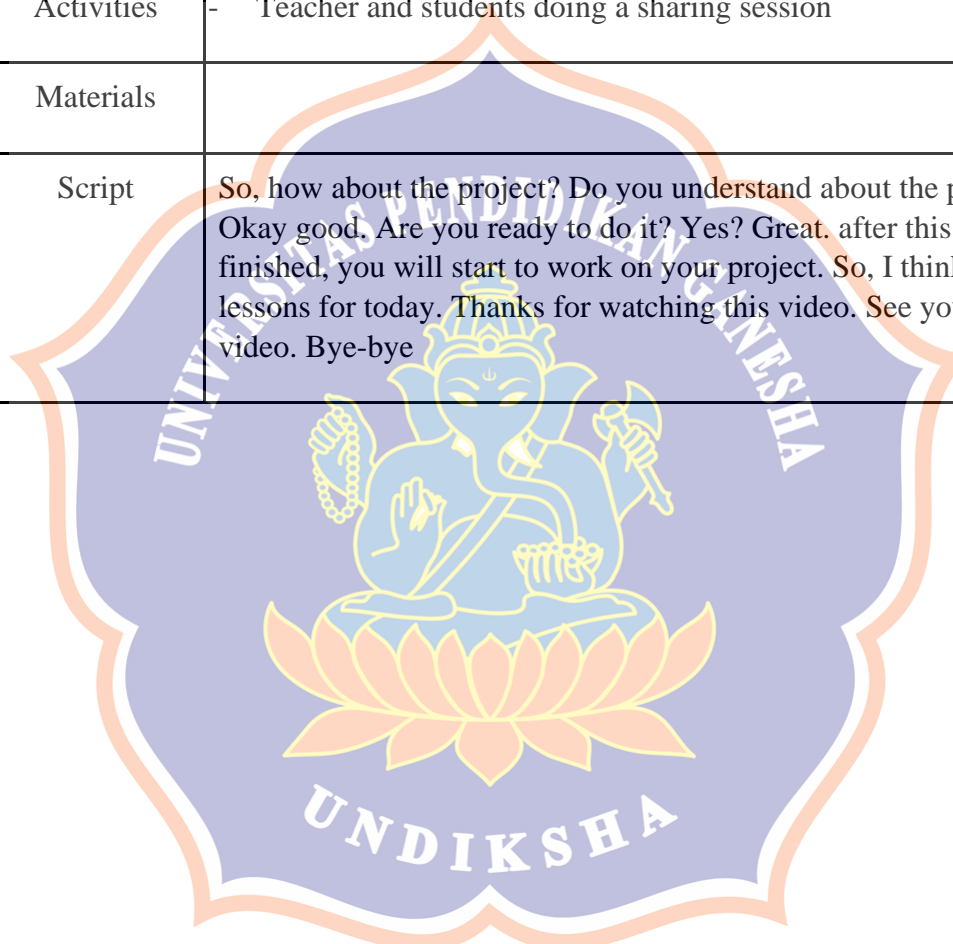 Activities - Teacher and students doing a sharing session
Materials
Script So, how about the project? Do you understand about the p
Okay good. Are you ready to do it? Yes? Great. after this
finished, you will start to work on your project. So, I think
lessons for today. Thanks for watching this video. See yo
video. Bye-bye
UNIVERSITAS PENDIDIKAN GANESHA
UNDIKSHA